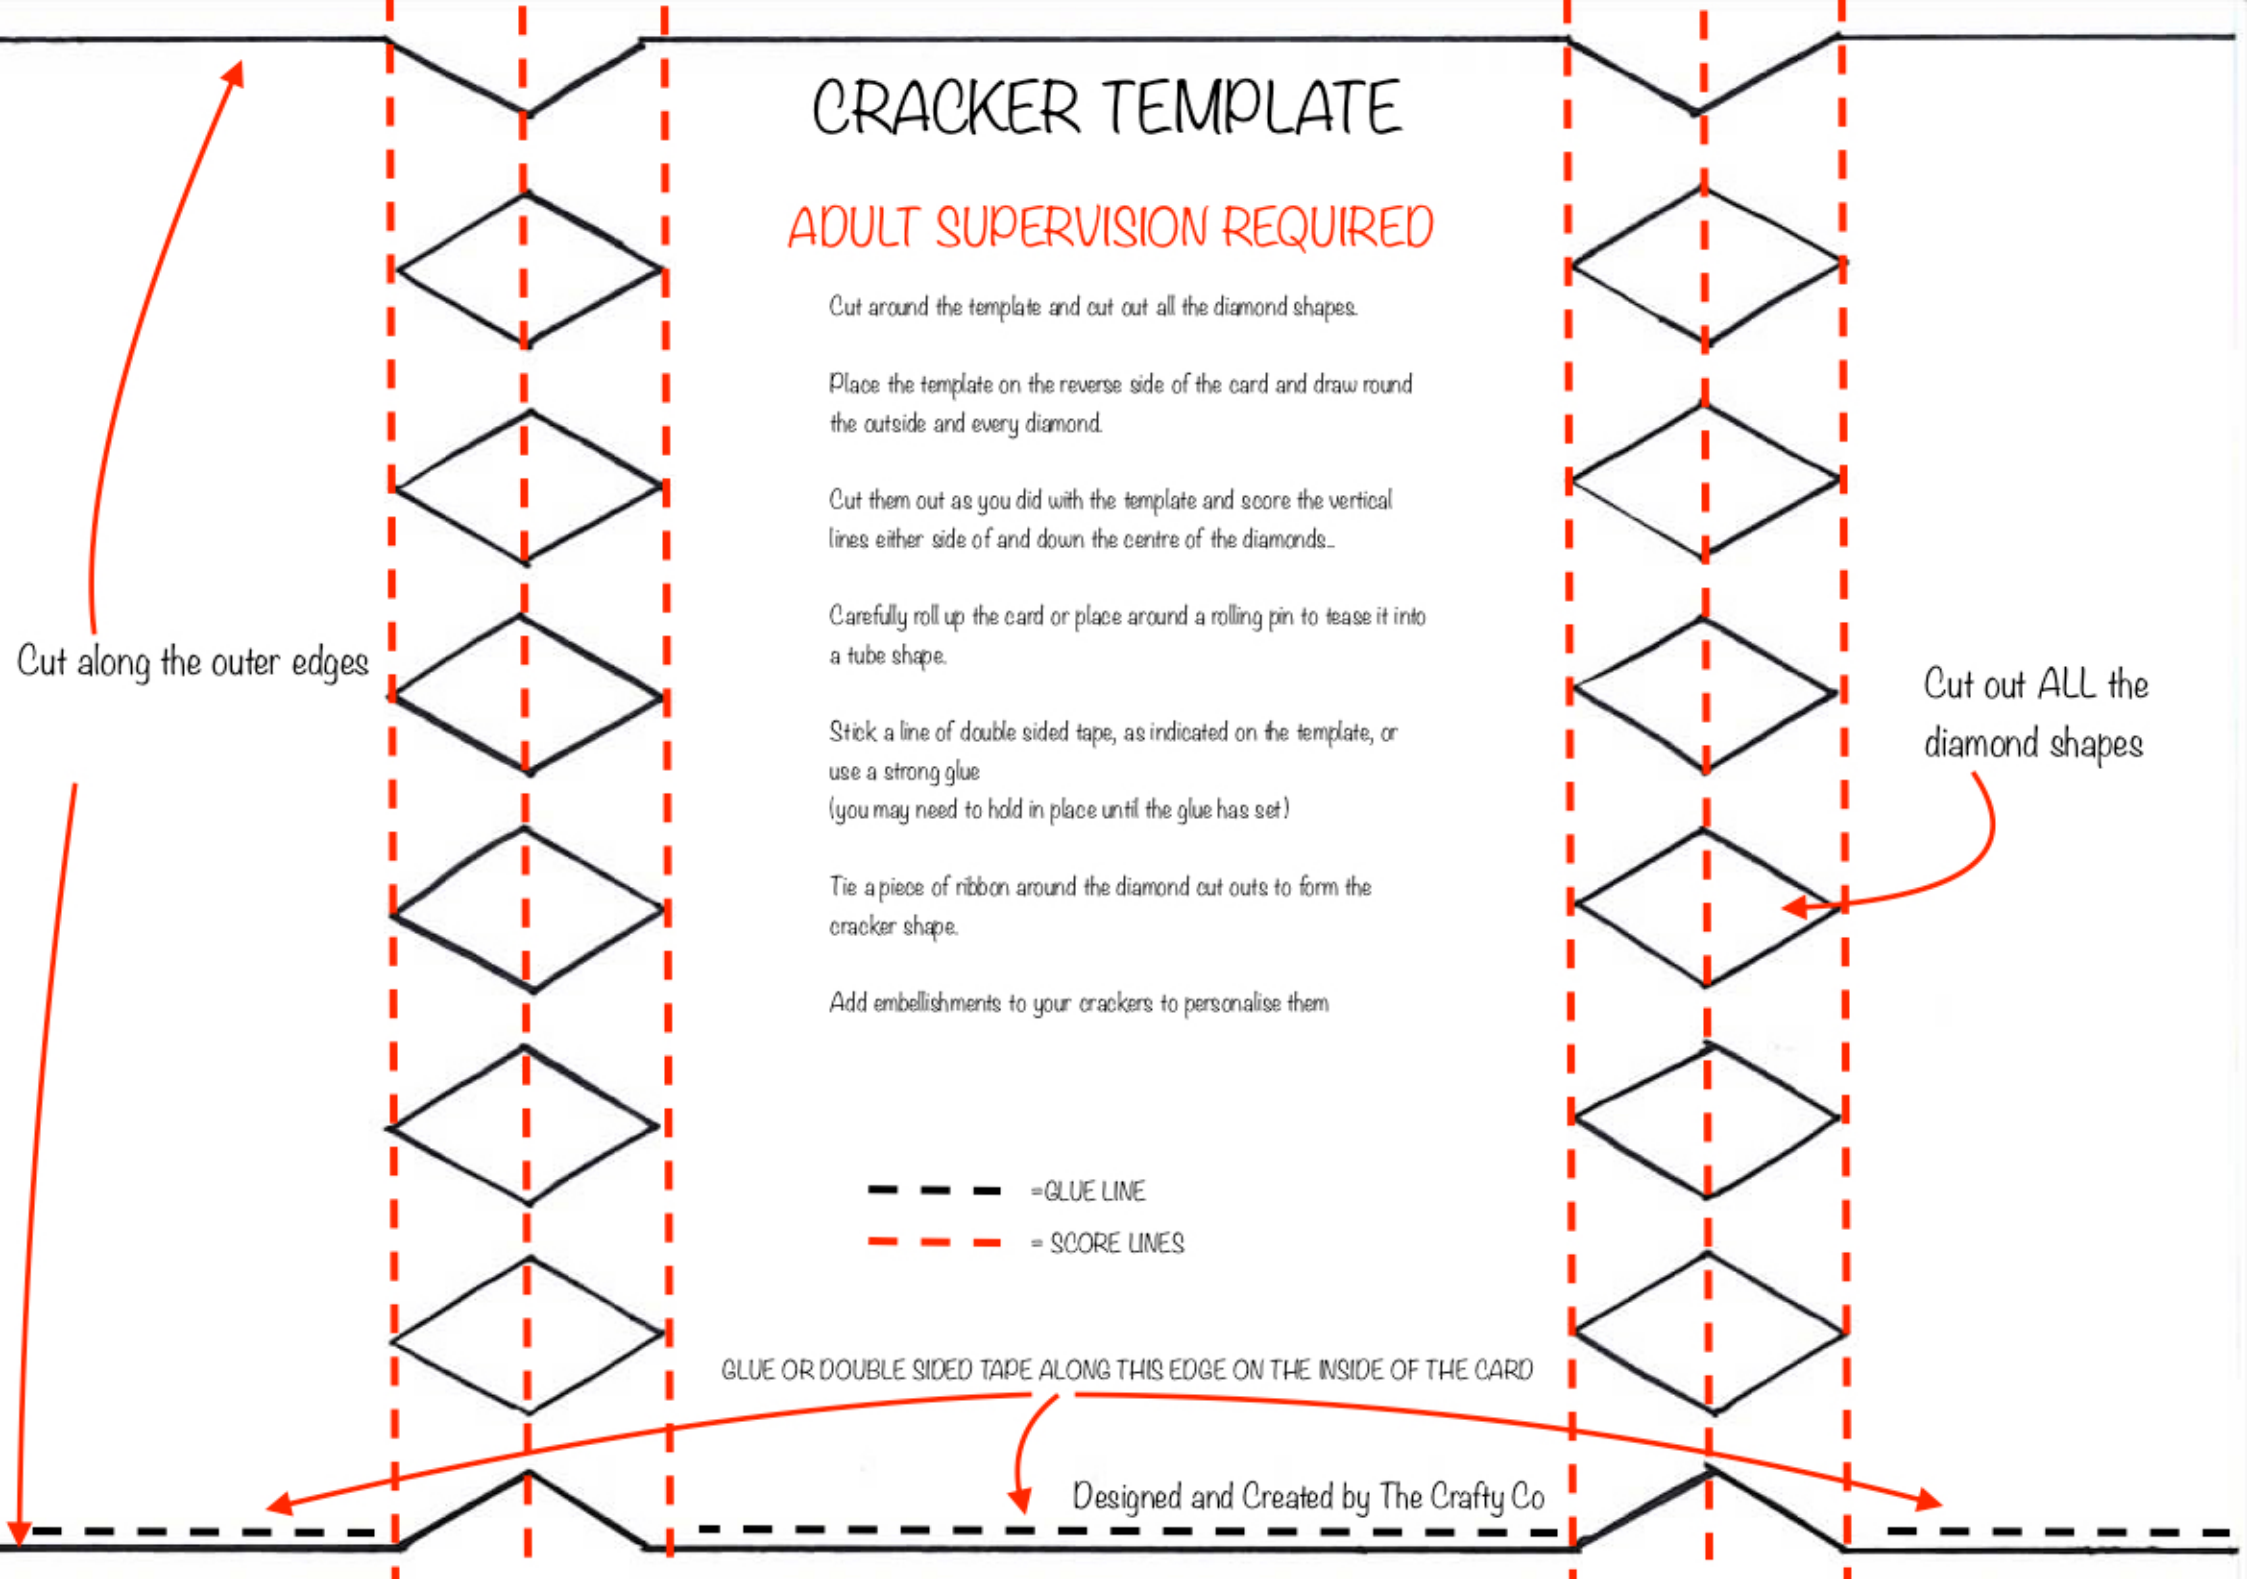 CRACKER TEMPLATE
ADULT SUPERVISION REQUIRED
Cut around the template and cut out all the diamond shapes.
Place the template on the reverse side of the card and draw round
the outside and every diamond.
Cut them out as you did with the template and score the vertical
lines either side of and down the centre of the diamonds...
Carefully roll up the card or place around a rolling pin to tease it into
a tube shape.
Stick a line of double sided tape, as indicated on the template, or
use a strong glue
(you may need to hold in place until the glue has set)
Tie a piece of ribbon around the diamond cut outs to form the
cracker shape.
Add embellishments to your crackers to personalise them
Cut along the outer edges
Cut out ALL the
diamond shapes
=GLUE LINE
= SCORE LINES
GLUE OR DOUBLE SIDED TAPE ALONG THIS EDGE ON THE INSIDE OF THE CARD
Designed and Created by The Crafty Co